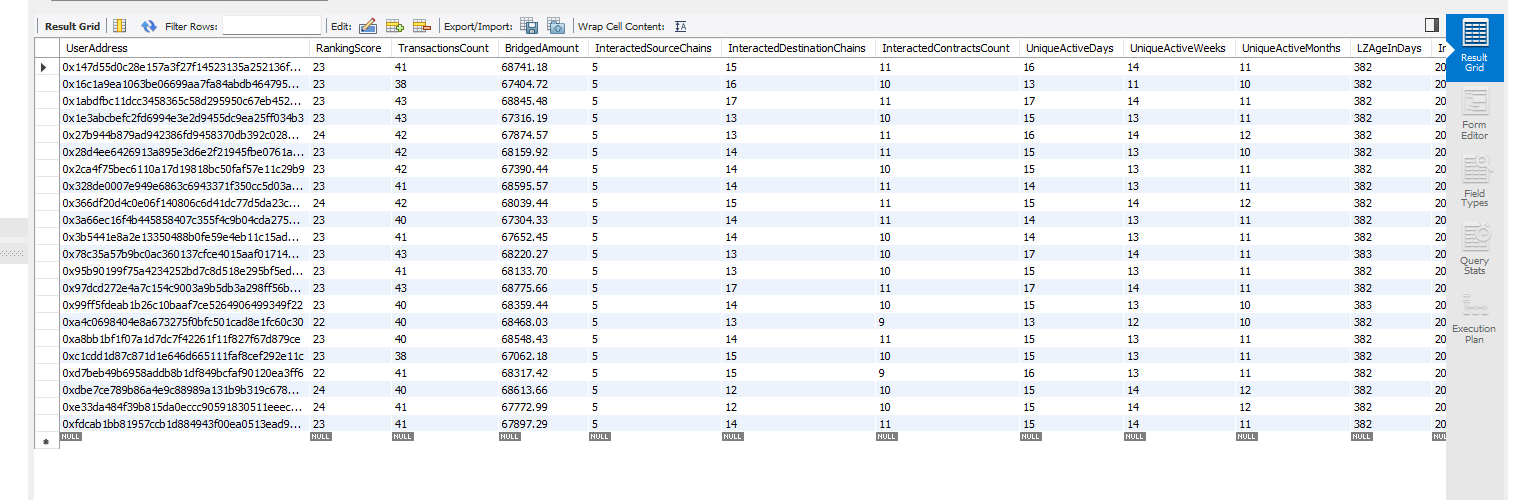 Result Grid Filter Rows: Edit: Export/Import: Wrap Cell Content:
UserAddress RankingScore TransactionsCount BridgedAmount InteractedSourceChains InteractedDestinationChains InteractedContractsCount UniqueActiveDays UniqueActiveWeeks UniqueActiveMonths LZAgeInDays In
0x147d55d0c28e157a3f27f14523135a252136f... 23 41 68741.18 5 15 11 16 14 11 382 20
0x16c1a9ea1063be06699aa7fa84abdb464795... 23 38 67404.72 5 16 10 13 11 10 382 20
0x1abdfbc11dcc3458365c58d295950c67eb452... 23 43 68845.48 5 17 11 17 14 11 382 20
0x1e3abcbefc2fd6994e3e2d9455dc9ea25ff034b3 23 43 67316.19 5 13 10 15 13 11 382 20
0x27b944b879ad942386fd9458370db392c028... 24 42 67874.57 5 13 11 16 14 12 382 20
0x28d4ee6426913a895e3d6e2f21945fbe0761a... 23 42 68159.92 5 14 11 15 13 10 382 20
0x2ca4f75bec6110a17d19818bc50faf57e11c29b9 23 42 67390.44 5 14 10 15 13 11 382 20
0x328de0007e949e6863c6943371f350cc5d03a... 23 41 68595.57 5 14 11 14 13 11 382 20
0x366df20d4c0e06f140806c6d41dc77d5da23c... 24 42 68039.44 5 15 11 15 14 12 382 20
0x3a66ec16f4b445858407c355f4c9b04cda275... 23 40 67304.33 5 14 11 14 13 11 382 20
0x3b5441e8a2e13350488b0fe59e4eb11c15ad... 23 41 67652.45 5 14 10 14 13 11 382 20
0x78c35a57b9bc0ac360137cfce4015aaf01714... 23 43 68220.27 5 13 10 17 14 11 383 20
0x95b90199f75a4234252bd7c8d518e295bf5ed... 23 41 68133.70 5 13 10 15 13 11 382 20
0x97dcd272e4a7c154c9003a9b5db3a298ff56b... 23 43 68775.66 5 17 11 17 14 11 382 20
0x99ff5fdeab1b26c10baaf7ce5264906499349f22 23 40 68359.44 5 14 10 15 13 10 383 20
0xa4c0698404e8a673275f0bfc501cad8e1fc60c30 22 40 68468.03 5 13 9 13 12 10 382 20
0xa8bb1bf1f07a1d7dc7f42261f11f827f67d879ce 23 40 68548.43 5 14 11 15 13 11 382 20
0xc1cdd1d87c871d1e646d665111faf8cef292e11c 23 38 67062.18 5 15 10 15 13 11 382 20
0xd7beb49b6958addb8b1df849bcfaf90120ea3ff6 22 41 68317.42 5 15 9 16 13 11 382 20
0xdbe7ce789b86a4e9c88989a131b9b319c678... 24 40 68613.66 5 12 10 15 14 12 382 20
0xe33da484f39b815da0eccc90591830511eeec... 24 41 67772.99 5 12 10 15 14 12 382 20
0xfdcab1bb81957ccb1d884943f00ea0513ead9... 23 41 67897.29 5 14 11 15 14 11 382 20
NULL NULL NULL NULL NULL NULL NULL NULL NULL NULL NULL NULL
Result
Grid
Form
Editor
Field
Types
Query
Stats
Execution
Plan